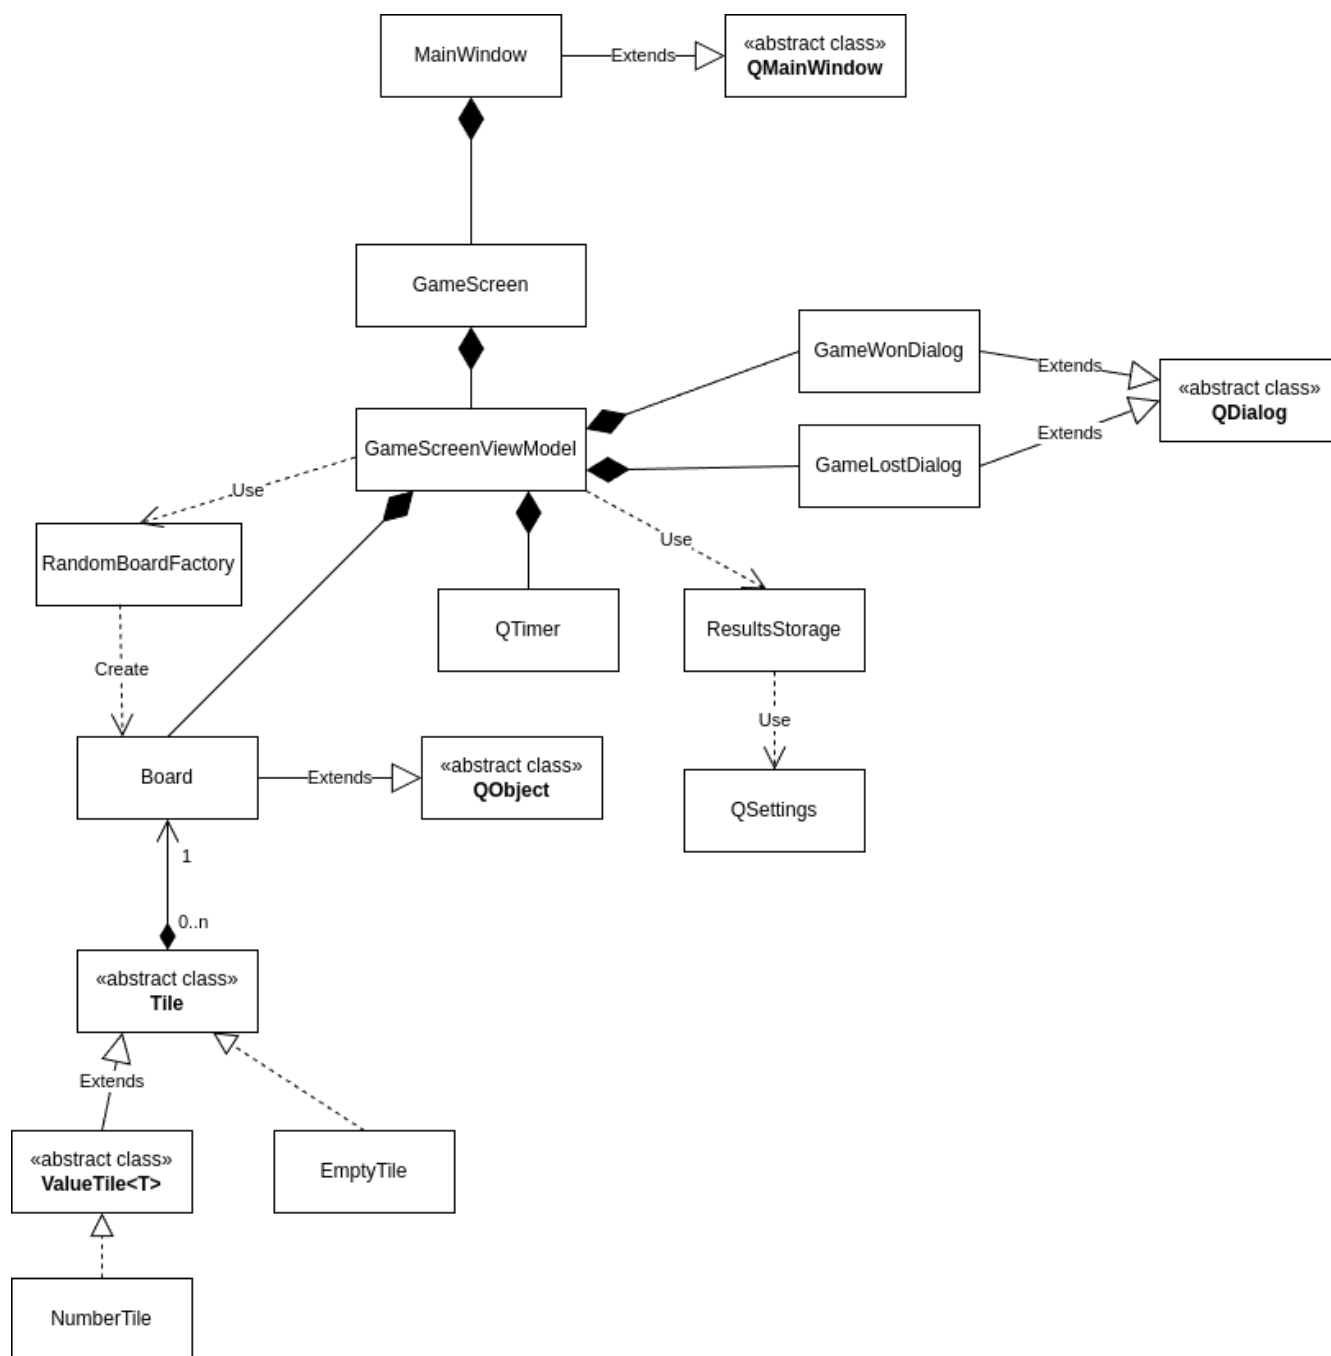 MainWindow
Extends
«abstract class»
QMainWindow
GameScreen
GameWonDialog
Extends
«abstract class»
QDialog
GameScreenViewModel
Extends
GameLostDialog
Use
Use
RandomBoardFactory
QTimer
ResultsStorage
Create
Use
Board
Extends
«abstract class»
QObject
QSettings
1
0..n
«abstract class»
Tile
Extends
«abstract class»
ValueTile<T>
EmptyTile
NumberTile